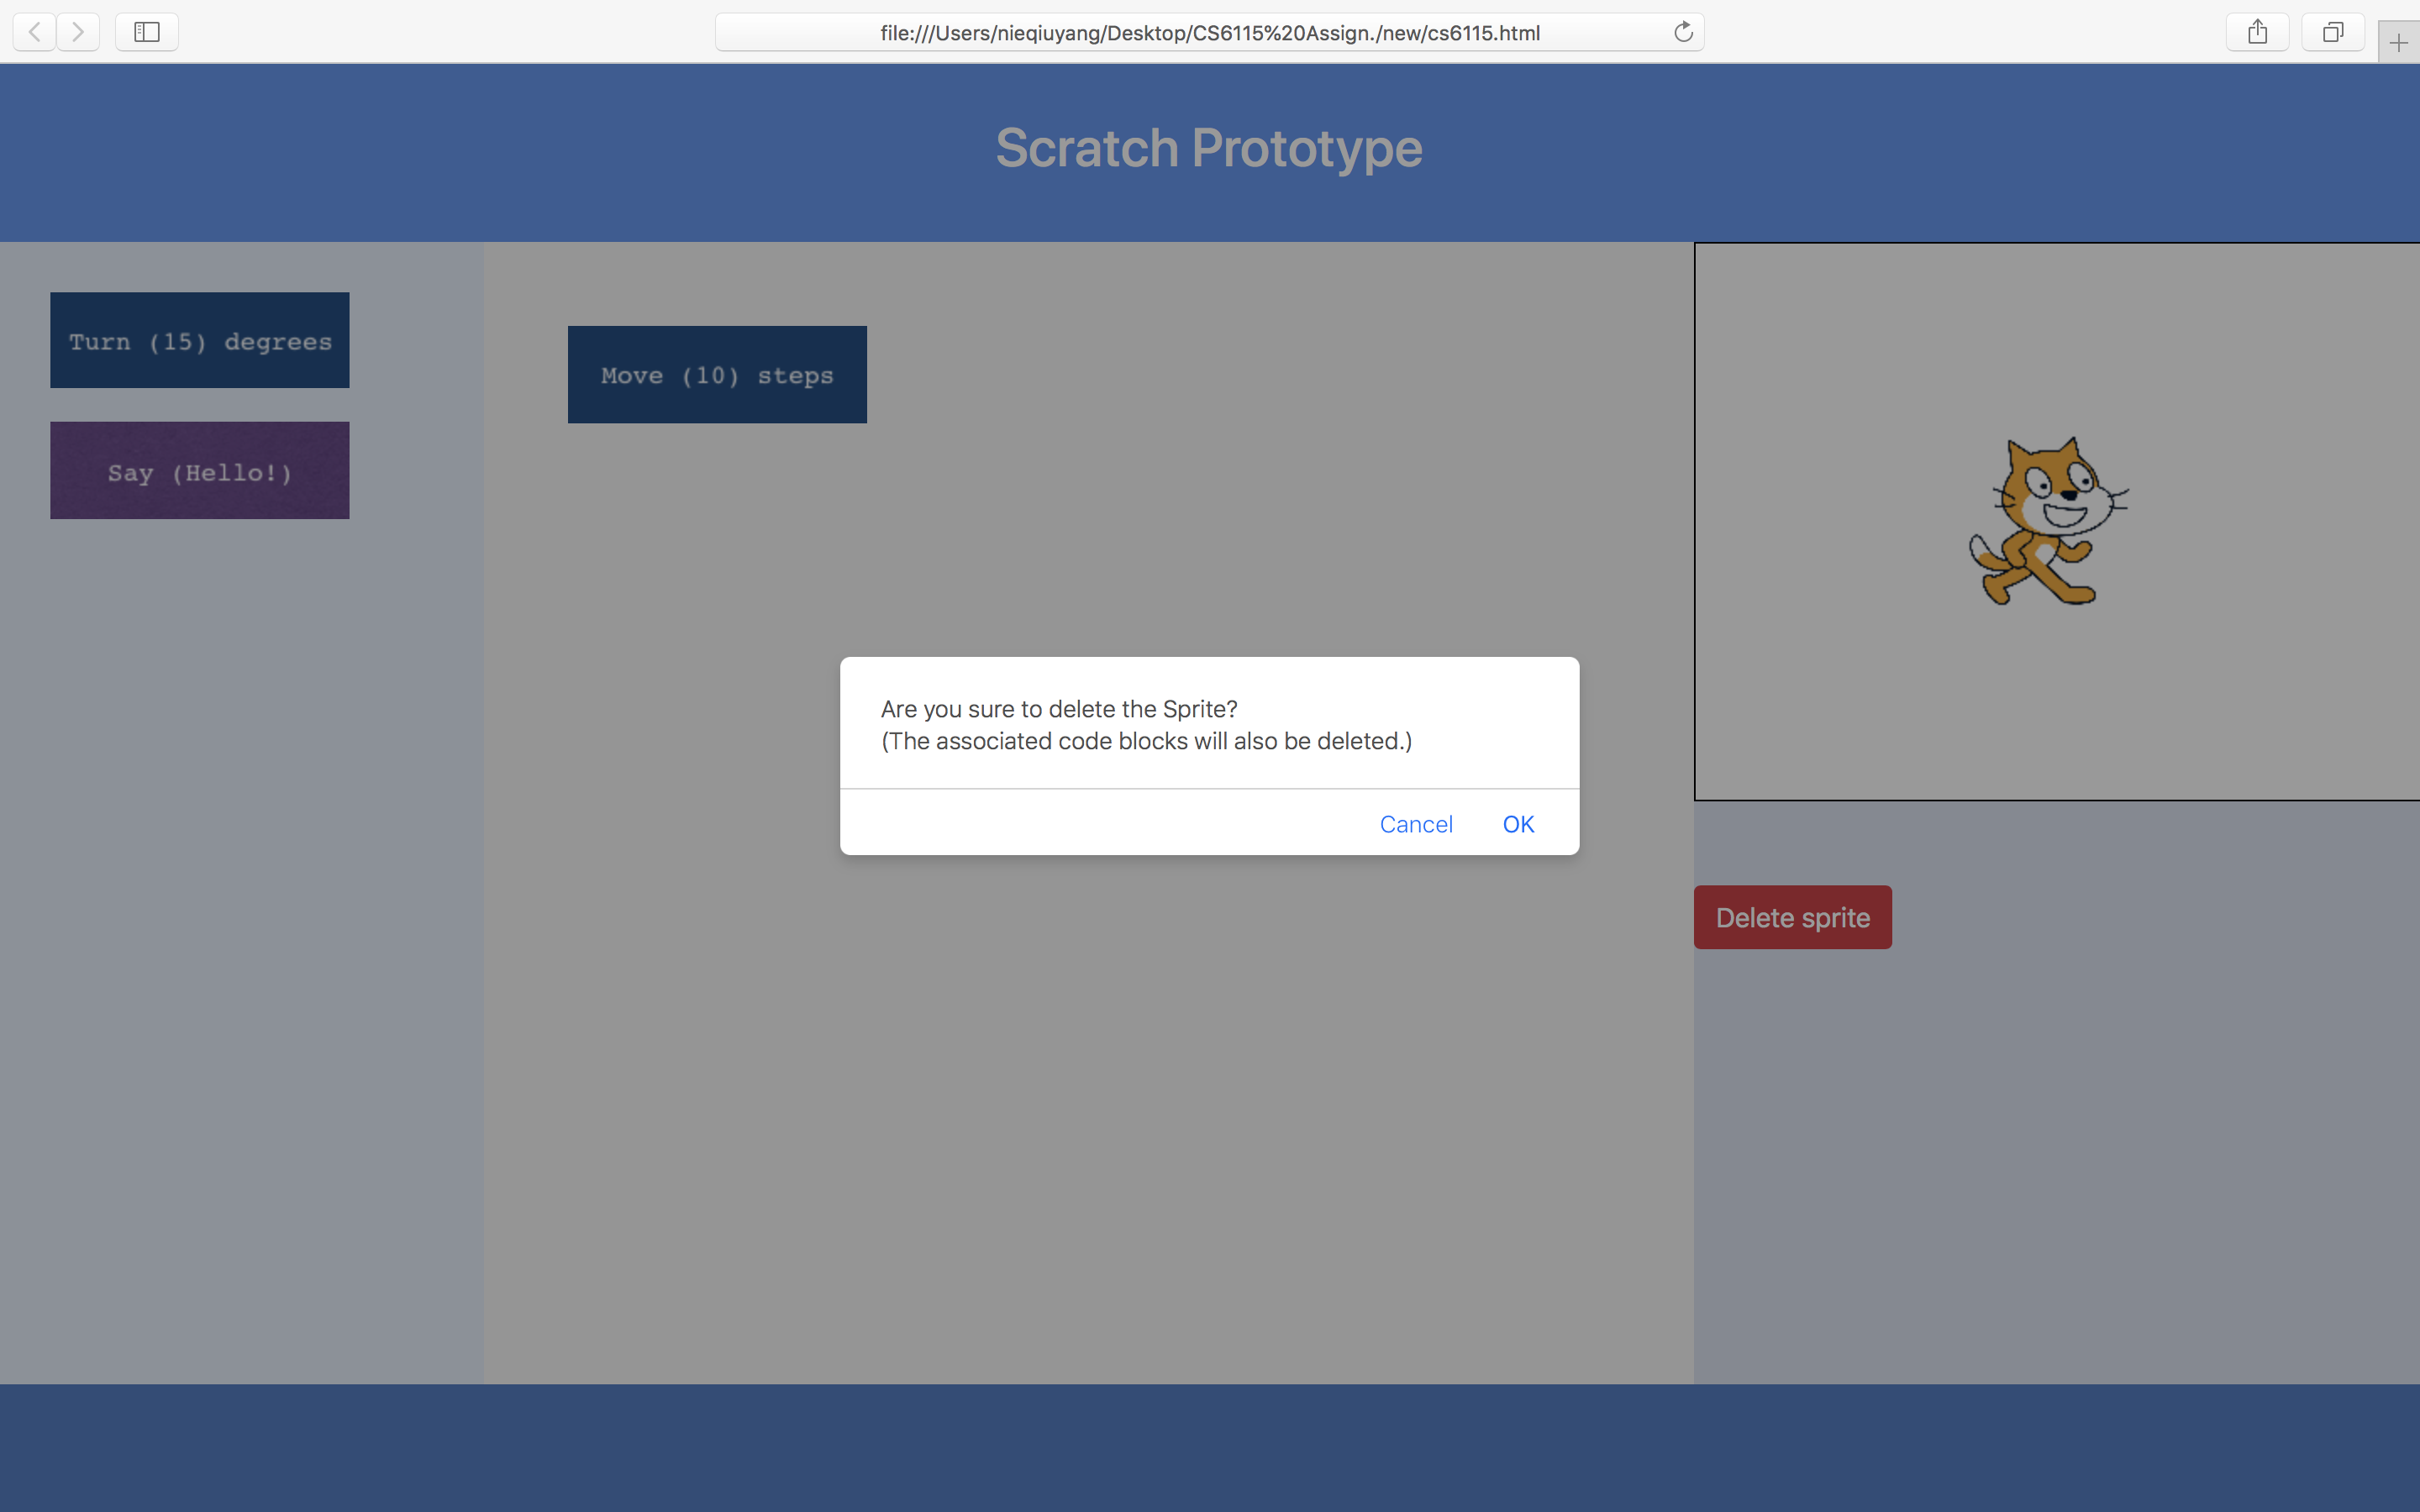 file:///Users/nieqiuyang/Desktop/CS6115%20Assign./new/cs6115.html
Scratch Prototype
Turn (15) degrees
Say (Hello!)
Move (10) steps
Are you sure to delete the Sprite?
(The associated code blocks will also be deleted.)
Cancel OK
Delete sprite